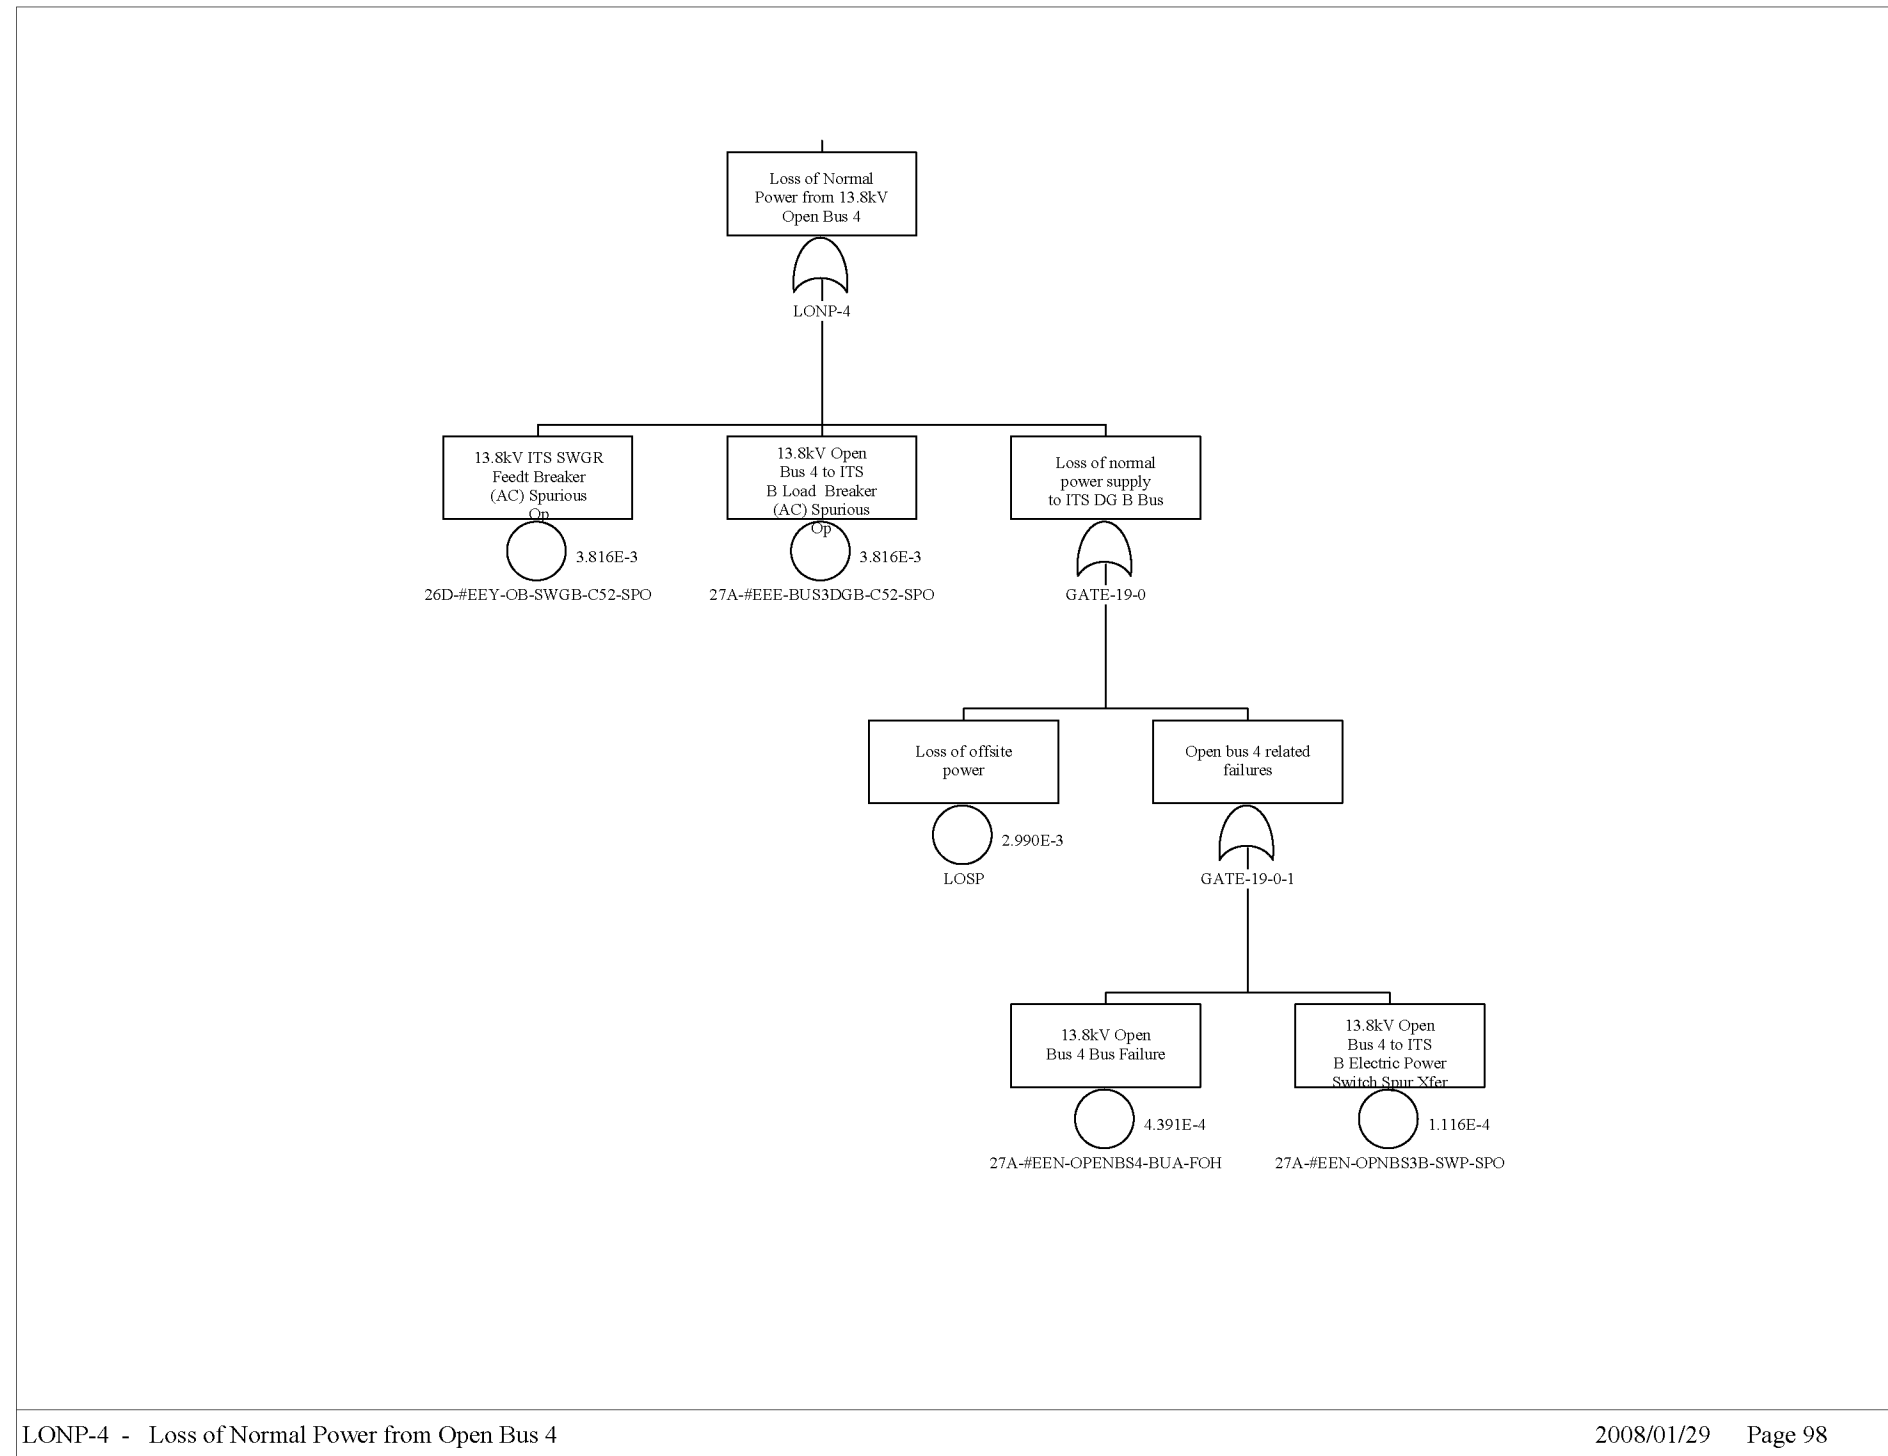 Loss of Normal
Power from 13.8kV
Open Bus 4
LONP-4
13.8kV ITS SWGR
Feedt Breaker
(AC) Spurious
Op
3.816E-3
26D-#EEY-OB-SWGB-C52-SPO
13.8kV Open
Bus 4 to ITS
B Load Breaker
(AC) Spurious
Op
3.816E-3
27A-#EEE-BUS3DGB-C52-SPO
Loss of normal
power supply
to ITS DG B Bus
GATE-19-0
Loss of offsite
power
2.990E-3
LOSP
Open bus 4 related
failures
GATE-19-0-1
13.8kV Open
Bus 4 Bus Failure
4.391E-4
27A-#EEN-OPENBS4-BUA-FOH
13.8kV Open
Bus 4 to ITS
B Electric Power
Switch Spur Xfer
1.116E-4
27A-#EEN-OPNBS3B-SWP-SPO
LONP-4 - Loss of Normal Power from Open Bus 4
2008/01/29 Page 98